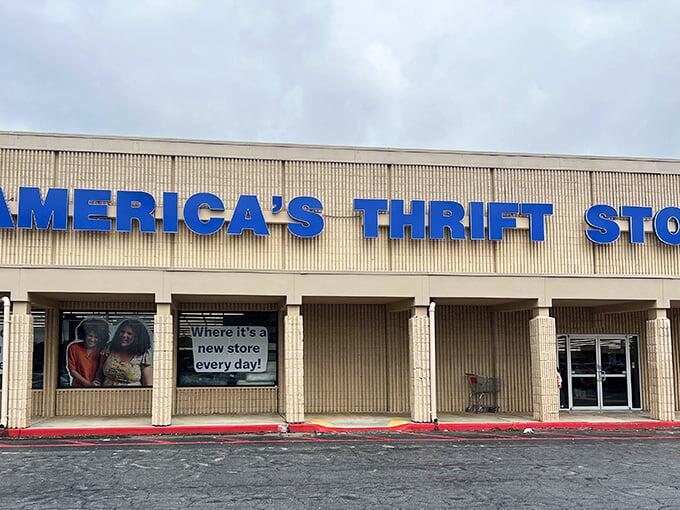 AMERICA'S THRIFT STO
Where it's a
new store
every day!